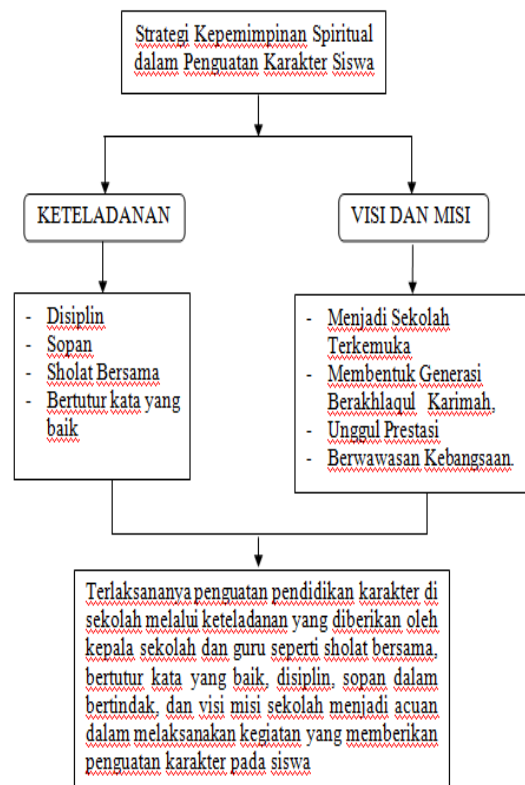 Strategi Kepemimpinan Spiritual
dalam Penguatan Karakter Siswa
KETELADANAN
VISI DAN MISI
- Disiplin
- Sopan
- Sholat Bersama
- Bertutur kata yang
baik
- Menjadi Sekolah
Terkemuka
- Membentuk Generasi
Berakhlaqul Karimah,
- Unggul Prestasi
- Berwawasan Kebangsaan.
Terlaksananya penguatan pendidikan karakter di
sekolah melalui keteladanan yang diberikan oleh
kepala sekolah dan guru seperti sholat bersama,
bertutur kata yang baik, disiplin, sopan dalam
bertindak, dan visi misi sekolah menjadi acuan
dalam melaksanakan kegiatan yang memberikan
penguatan karakter pada siswa